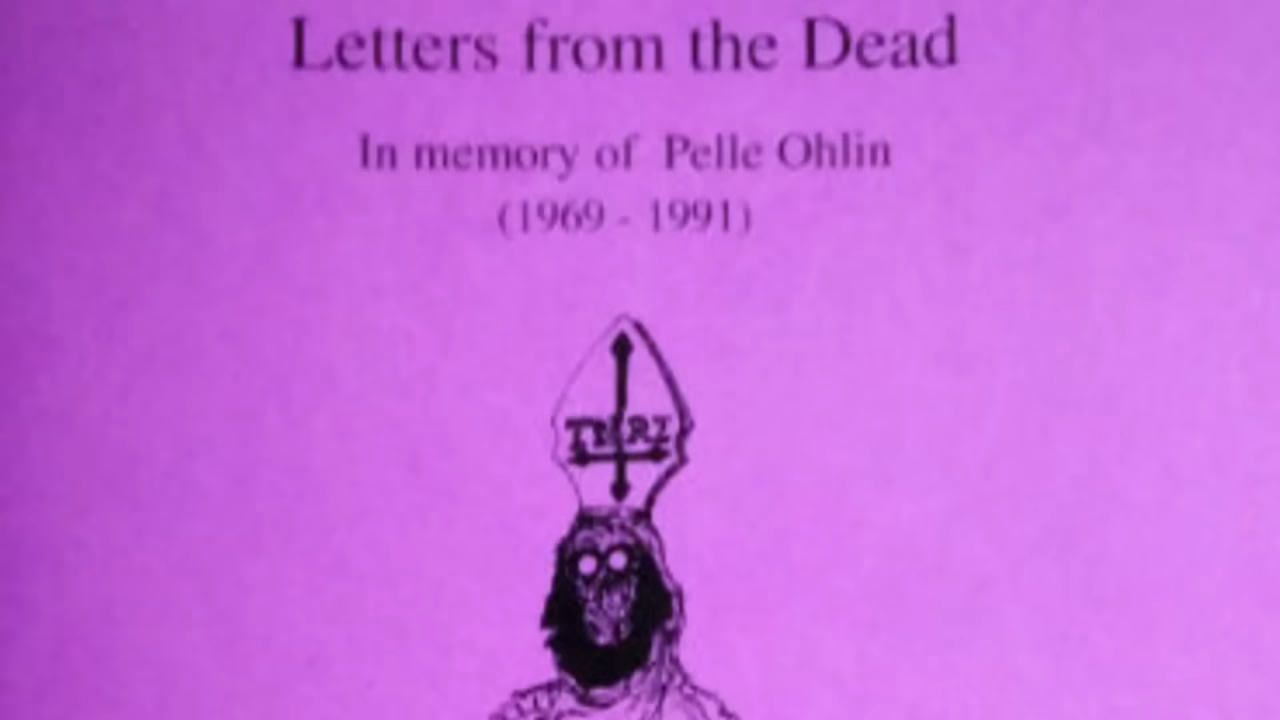 Letters from the Dead
In memory of Pelle Ohlin
(1969 - 1991)